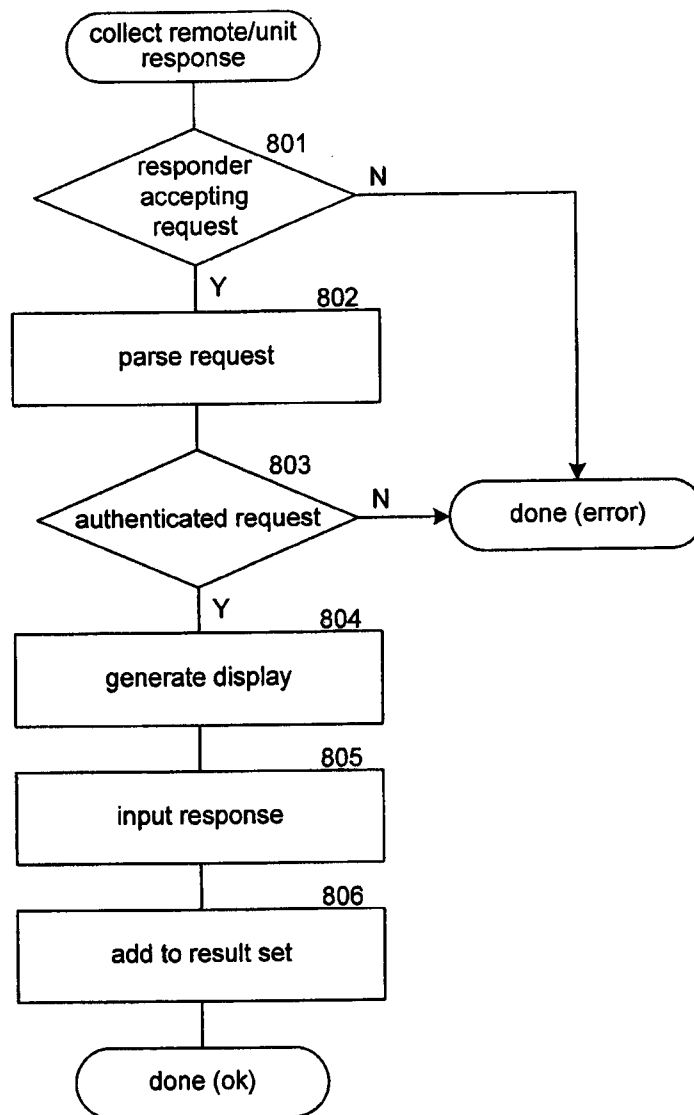 collect remote/unit
response
801
responder
accepting
request
N
Y
802
parse request
803
authenticated request
N
done (error)
Y
804
generate display
805
input response
806
add to result set
done (ok)